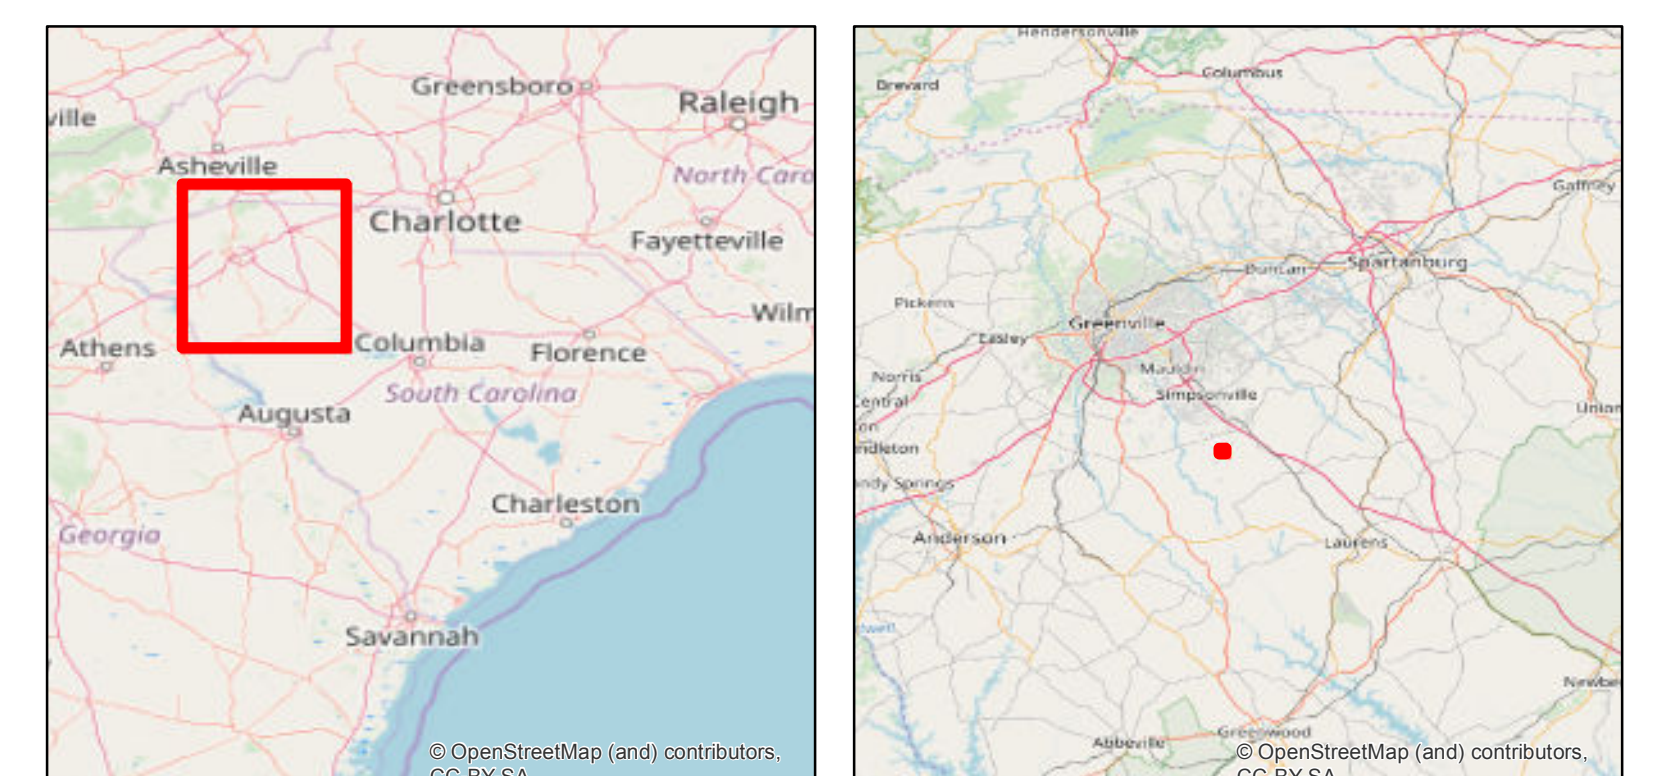 Greensboro
Raleigh
ville
Asheville
North Caro
Charlotte
Fayetteville
Wilm
Athens
Columbia
Florence
South Carolina
Augusta
Charleston
Georgia
Savannah
© OpenStreetMap (and) contributors,
CC-BY-SA
Hendersonville
Columbus
Brevard
Gaffney
Spartanburg
Duncan
Pickens
Greenville
Easley
Mauldin
Norris
Simpsonville
Central
Union
on
ndleton
ndy Springs
Anderson
Laurens
twell
Newbe
Greenwood
Abbeville
© OpenStreetMap (and) contributors,
CC-BY-SA